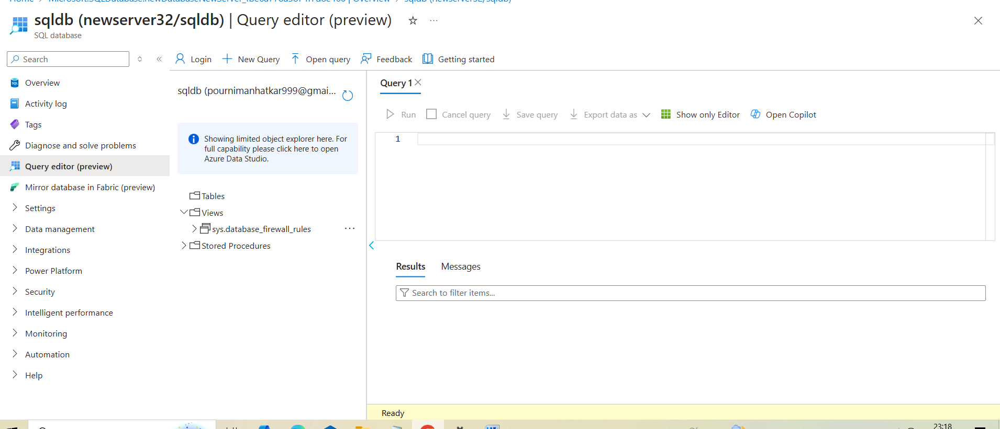 sqldb (newserver32/sqldb) | Query editor (preview)
SQL database
Search
Login
New Query
Open query
Feedback
Getting started
Overview
Activity log
Tags
Diagnose and solve problems
Query editor (preview)
Mirror database in Fabric (preview)
Settings
Data management
Integrations
Power Platform
Security
Intelligent performance
Monitoring
Automation
Help
sqldb (pournimanhatkar999@gmai...
Showing limited object explorer here. For
full capability please click here to open
Azure Data Studio.
Tables
Views
sys.database_firewall_rules
Stored Procedures
Query 1
Run
Cancel query
Save query
Export data as
Show only Editor
Open Copilot
1
Results
Messages
Search to filter items...
Ready
23:18